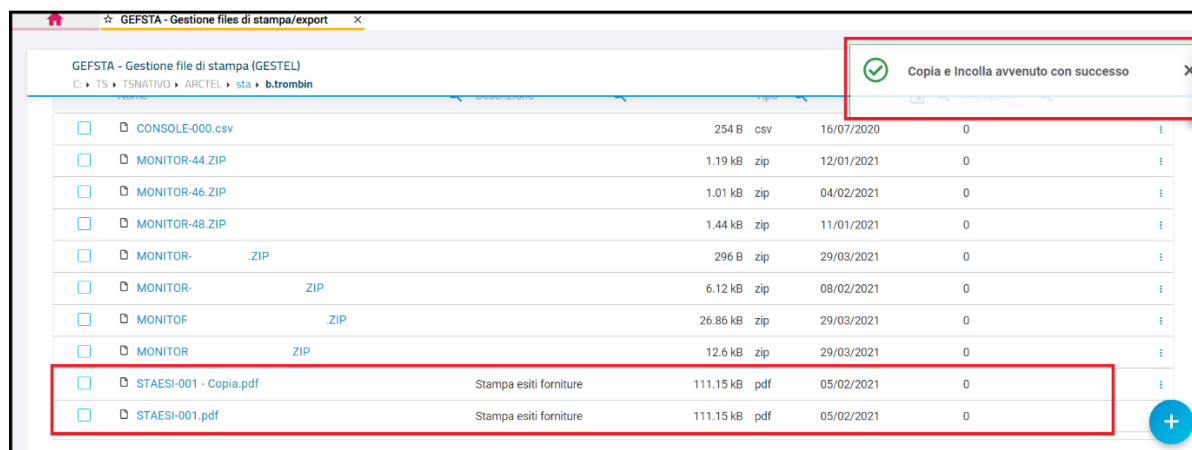 ☆ GEFSTA - Gestione files di stampa/export ×
GEFSTA - Gestione file di stampa (GESTEL)
C: ▸ TS ▸ TSNATIVO ▸ ARCTEL ▸ sta ▸ b.trombin
Copia e Incolla avvenuto con successo ×
Nome Descrizione Tipo
CONSOLE-000.csv 254 B csv 16/07/2020 0
MONITOR-44.ZIP 1.19 kB zip 12/01/2021 0
MONITOR-46.ZIP 1.01 kB zip 04/02/2021 0
MONITOR-48.ZIP 1.44 kB zip 11/01/2021 0
MONITOR- .ZIP 296 B zip 29/03/2021 0
MONITOR- ZIP 6.12 kB zip 08/02/2021 0
MONITOR .ZIP 26.86 kB zip 29/03/2021 0
MONITOR ZIP 12.6 kB zip 29/03/2021 0
STAESI-001 - Copia.pdf Stampa esiti forniture 111.15 kB pdf 05/02/2021 0
STAESI-001.pdf Stampa esiti forniture 111.15 kB pdf 05/02/2021 0
+